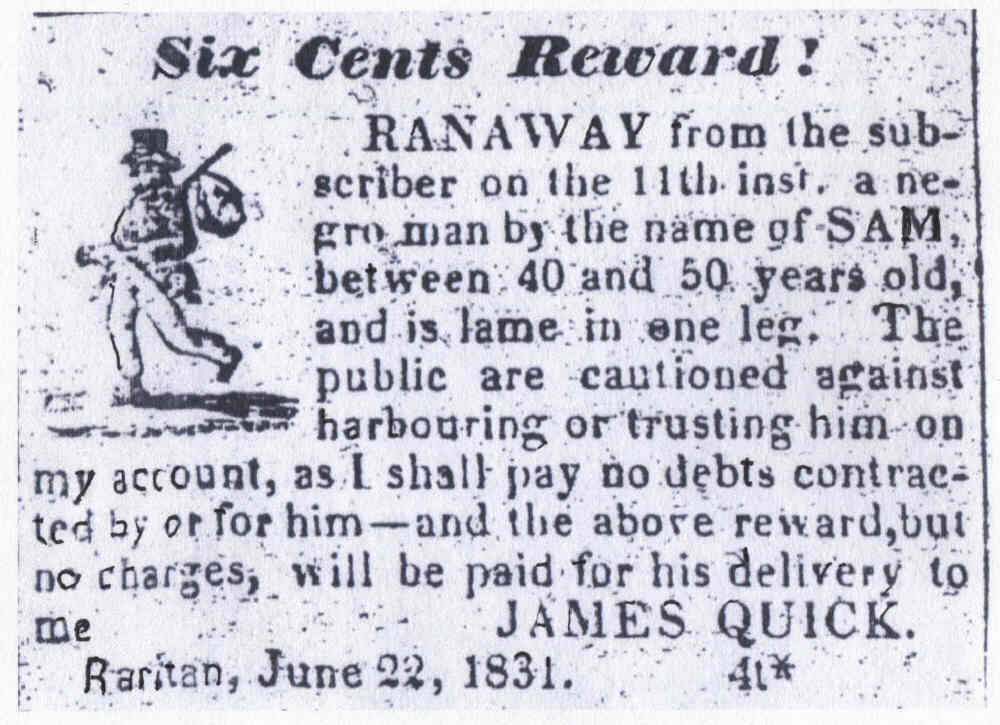 Six Cents Reward!
RANAWAY from the sub-
scriber on the 11th inst. a ne-
gro man by the name of SAM,
between 40 and 50 years old,
and is lame in one leg. The
public are cautioned against
harbouring or trusting him on
my account, as I shall pay no debts contrac-
ted by or for him—and the above reward, but
no charges, will be paid for his delivery to
me JAMES QUICK.
Raritan, June 22, 1831. 4t*